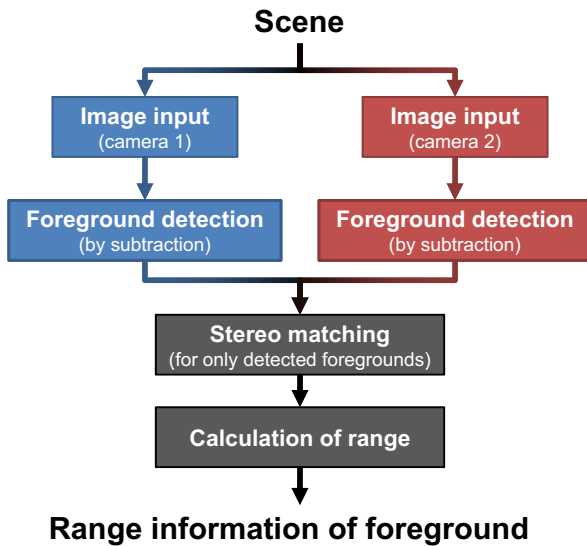 Scene
Image input
(camera 1)
Image input
(camera 2)
Foreground detection
(by subtraction)
Foreground detection
(by subtraction)
Stereo matching
(for only detected foregrounds)
Calculation of range
Range information of foreground